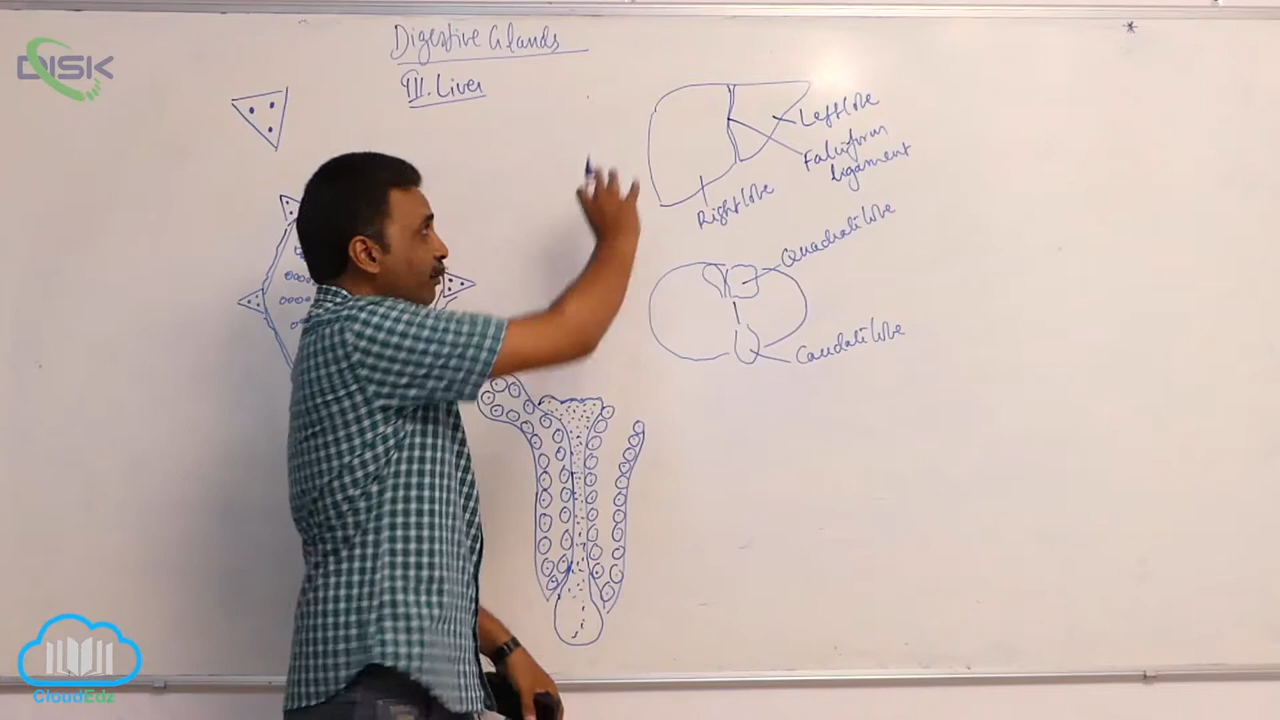 DISK
Digestive Glands
III. Liver
Left lobe
Falciform
ligament
Right lobe
Quadrate lobe
Caudate lobe
CloudEdz